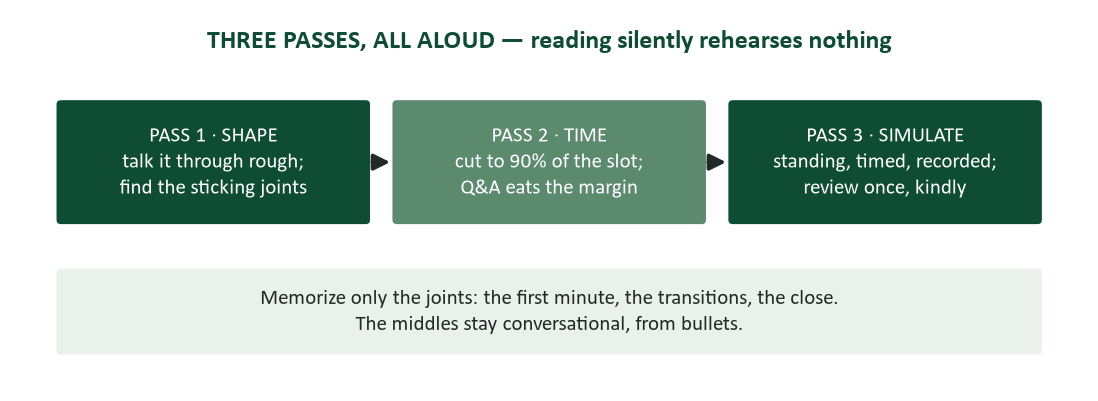 THREE PASSES, ALL ALOUD — reading silently rehearses nothing
PASS 1 · SHAPE
talk it through rough;
find the sticking joints
PASS 2 · TIME
cut to 90% of the slot;
Q&A eats the margin
PASS 3 · SIMULATE
standing, timed, recorded;
review once, kindly
Memorize only the joints: the first minute, the transitions, the close.
The middles stay conversational, from bullets.